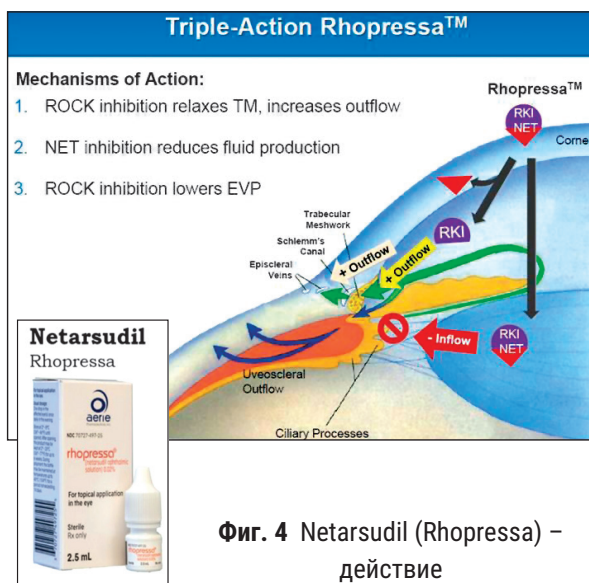 Triple-Action Rhopressa™
Mechanisms of Action:
1. ROCK inhibition relaxes TM, increases outflow
2. NET inhibition reduces fluid production
3. ROCK inhibition lowers EVP
Rhopressa™
RKI
NET
Corne
Trabecular
Meshwork
Schlemm's
Canal
Episcleral
Veins
RKI
+ Outflow
+ Outflow
- Inflow
RKI
NET
Uveoscleral
Outflow
Ciliary Processes
Netarsudil
Rhopressa
aerie
rhopressa
For topical application
in the eye
Sterile
Rx only
2.5 mL
Фиг. 4 Netarsudil (Rhopressa) –
действие